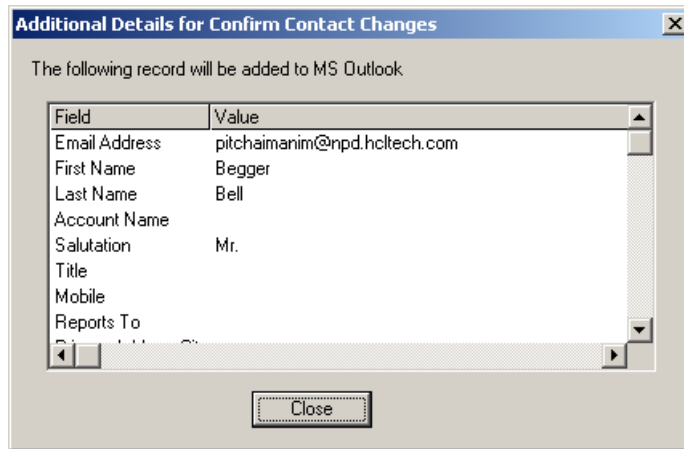 Additional Details for Confirm Contact Changes
The following record will be added to MS Outlook
Field Value
Email Address pitchaimanim@npd.hcltech.com
First Name Begger
Last Name Bell
Account Name
Salutation Mr.
Title
Mobile
Reports To
Close